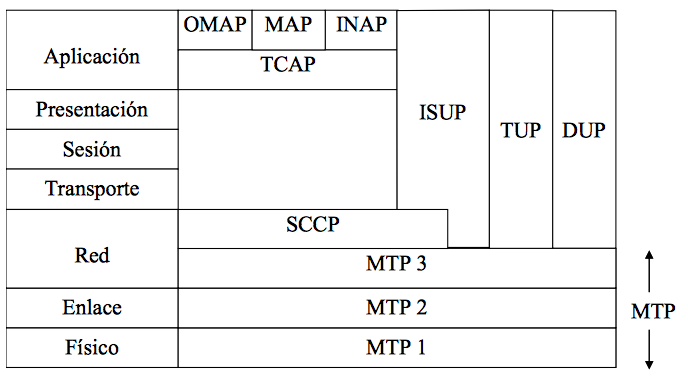 OMAP MAP INAP
Aplicación
TCAP
Presentación
ISUP
TUP DUP
Sesión
Transporte
SCCP
Red
MTP 3
Enlace
MTP 2
MTP
Físico
MTP 1